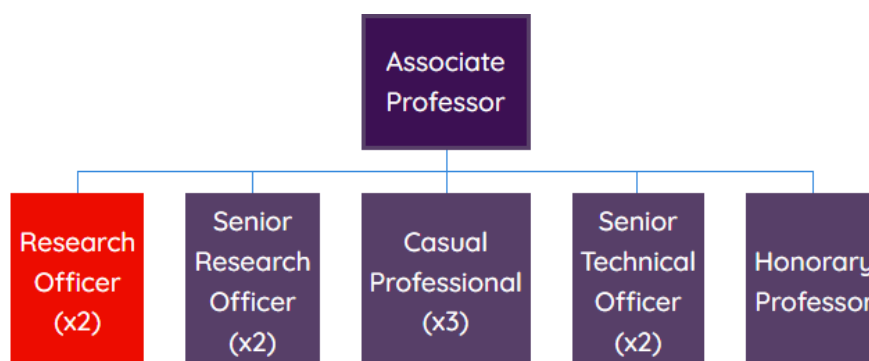 Associate
Professor
Research
Officer
(x2)
Senior
Research
Officer
(x2)
Casual
Professional
(x3)
Senior
Technical
Officer
(x2)
Honorary
Professor